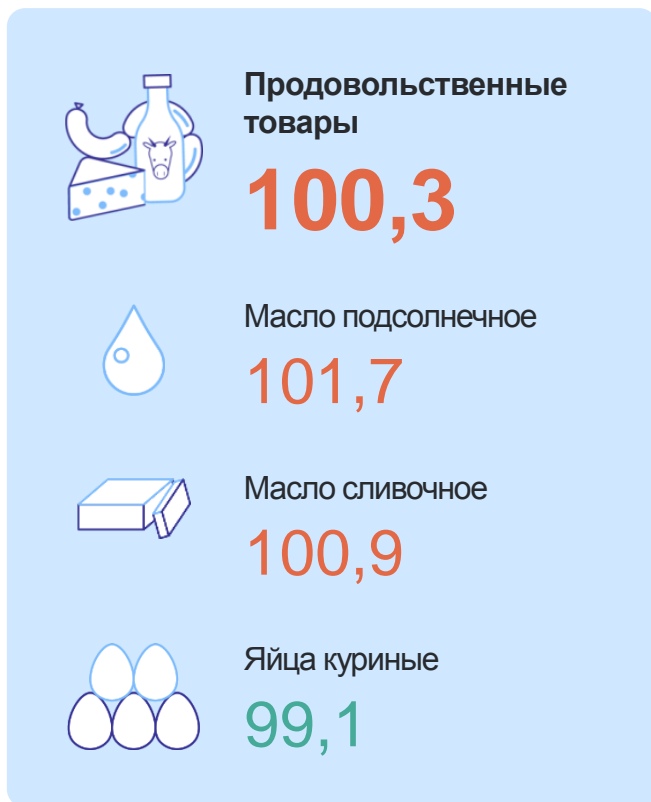 Продовольственные
товары
100,3
Масло подсолнечное
101,7
Масло сливочное
100,9
Яйца куриные
99,1